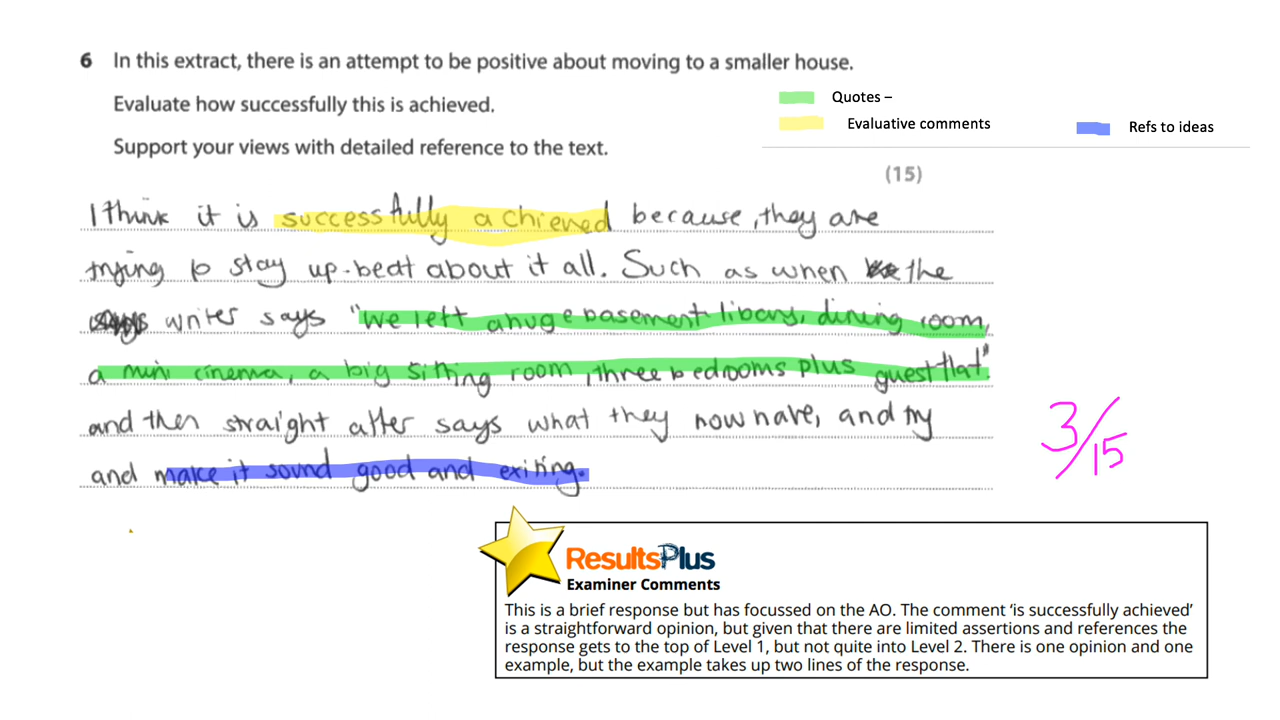 6 In this extract, there is an attempt to be positive about moving to a smaller house.
Evaluate how successfully this is achieved.
Support your views with detailed reference to the text.
(15)
Quotes –
Evaluative comments
Refs to ideas
I think it is successfully achieved because, they are
trying to stay up-beat about it all. Such as when the
writer says "we left a huge basement libary, dining room,
a mini cinema, a big sitting room, three bedrooms plus guest flat".
and then straight after says what they now have, and try
and make it sound good and exiting.
3/15
ResultsPlus
Examiner Comments
This is a brief response but has focussed on the AO. The comment ‘is successfully achieved’
is a straightforward opinion, but given that there are limited assertions and references the
response gets to the top of Level 1, but not quite into Level 2. There is one opinion and one
example, but the example takes up two lines of the response.